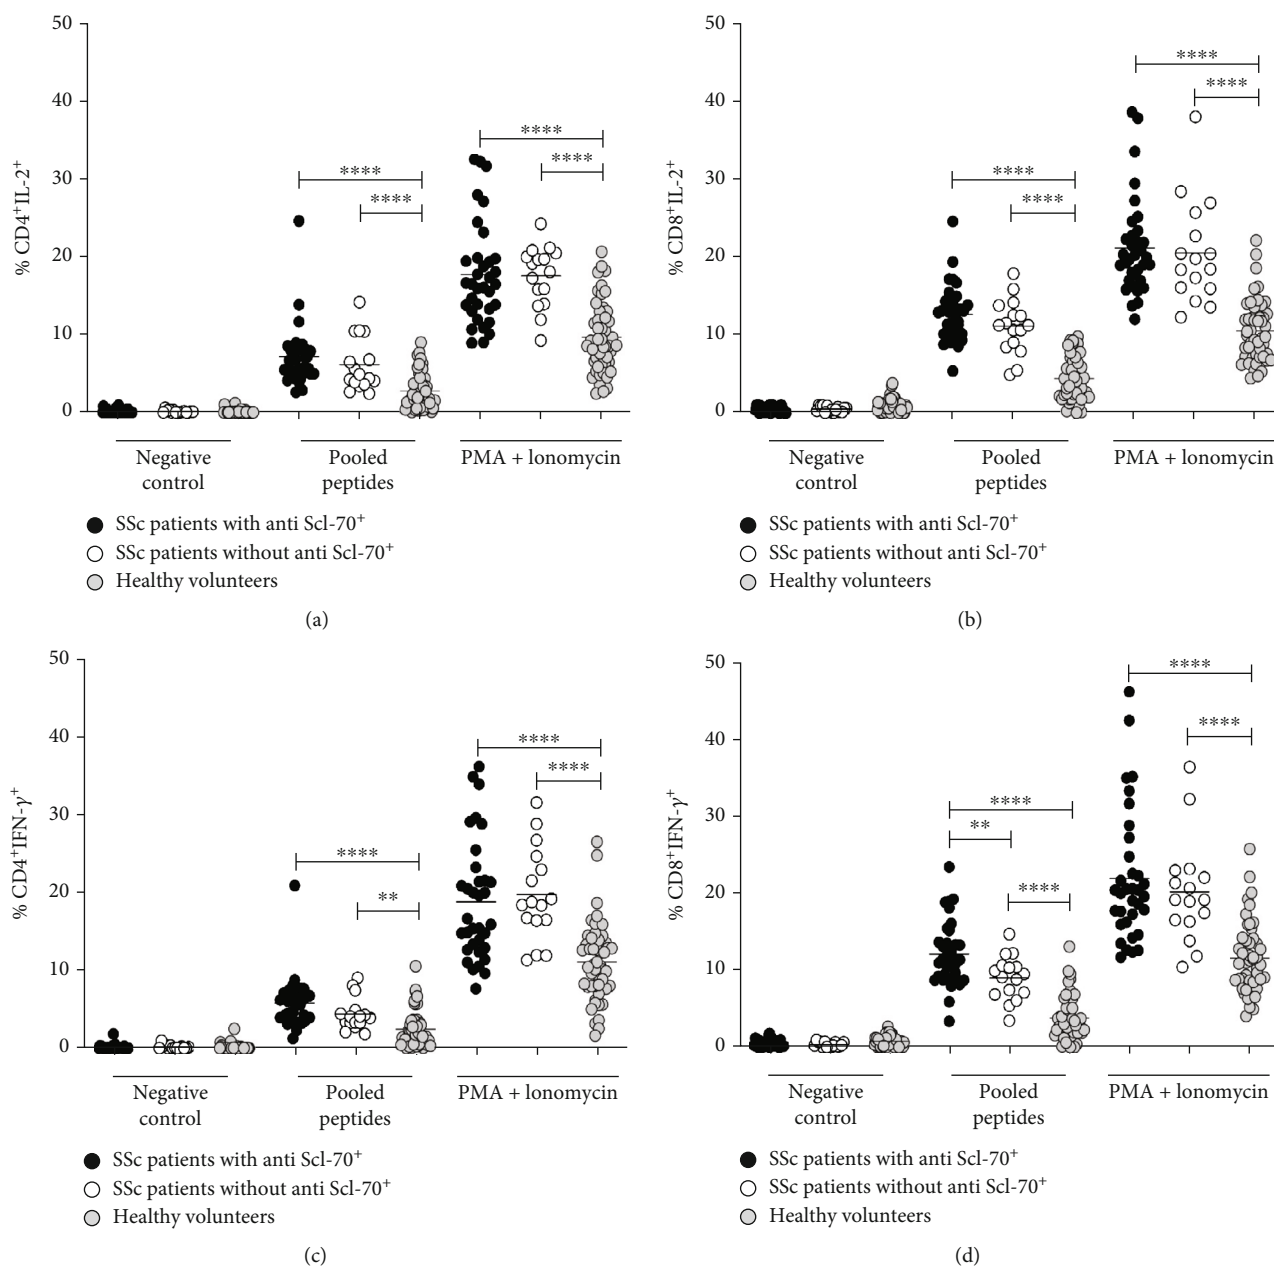 50
40
30
20
10
0
% CD4+IL-2+
****
****
****
****
Negative control
Pooled peptides
PMA + Ionomycin
SSc patients with anti Scl-70+
SSc patients without anti Scl-70+
Healthy volunteers
(a)
50
40
30
20
10
0
% CD8+IL-2+
****
****
****
****
Negative control
Pooled peptides
PMA + Ionomycin
SSc patients with anti Scl-70+
SSc patients without anti Scl-70+
Healthy volunteers
(b)
50
40
30
20
10
0
% CD4+IFN-γ+
****
****
****
**
Negative control
Pooled peptides
PMA + Ionomycin
SSc patients with anti Scl-70+
SSc patients without anti Scl-70+
Healthy volunteers
(c)
50
40
30
20
10
0
% CD8+IFN-γ+
****
****
****
**
****
Negative control
Pooled peptides
PMA + Ionomycin
SSc patients with anti Scl-70+
SSc patients without anti Scl-70+
Healthy volunteers
(d)